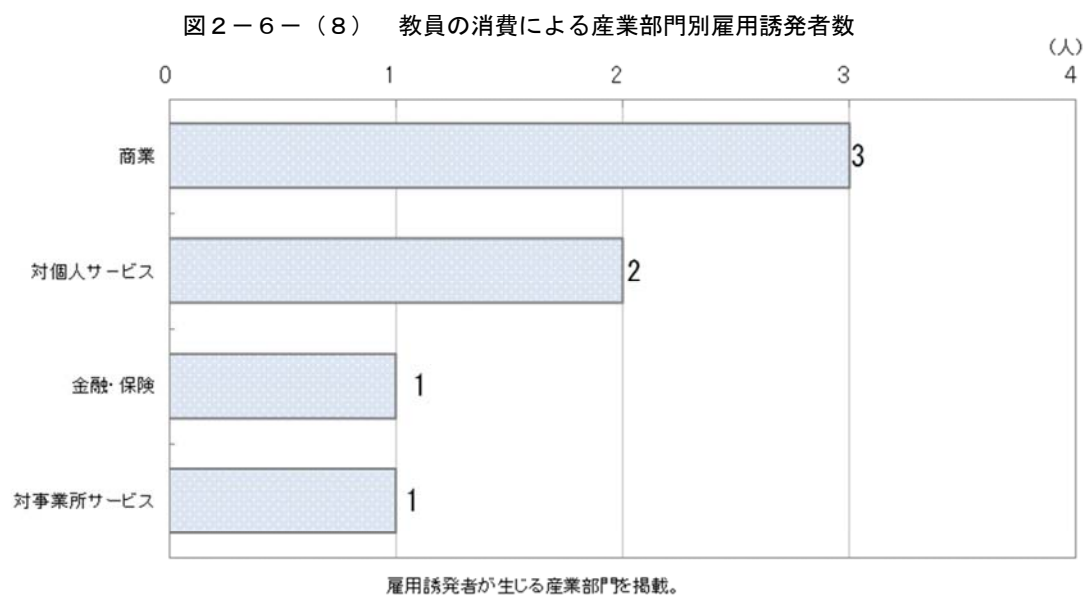 図２－６－（８）　教員の消費による産業部門別雇用誘発者数
(人)
0 1 2 3 4
商業 3
対個人サービス 2
金融・保険 1
対事業所サービス 1
雇用誘発者が生じる産業部門を掲載。